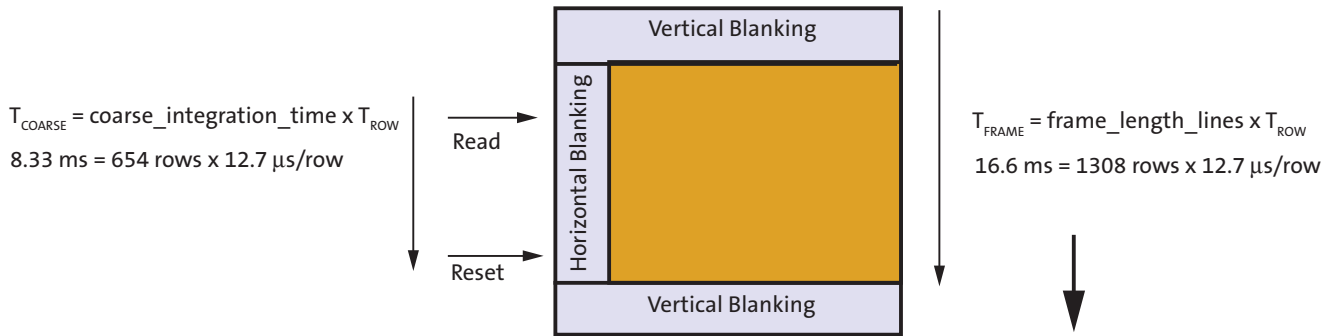 Vertical Blanking
T_COARSE = coarse_integration_time x T_ROW
8.33 ms = 654 rows x 12.7 μs/row
Read
Reset
Horizontal Blanking
T_FRAME = frame_length_lines x T_ROW
16.6 ms = 1308 rows x 12.7 μs/row
Vertical Blanking